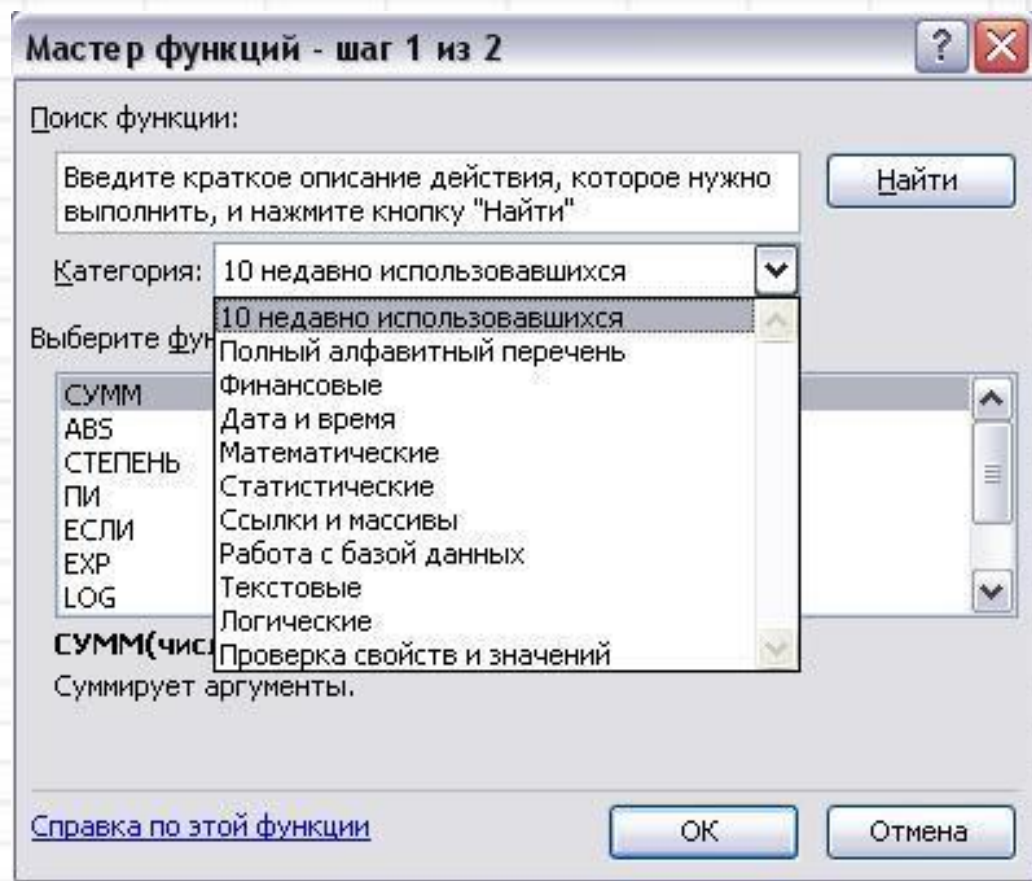 Мастер функций - шаг 1 из 2
Поиск функции:
Введите краткое описание действия, которое нужно
выполнить, и нажмите кнопку "Найти"
Найти
Категория: 10 недавно использовавшихся
10 недавно использовавшихся
Полный алфавитный перечень
Финансовые
Дата и время
Математические
Статистические
Ссылки и массивы
Работа с базой данных
Текстовые
Логические
Проверка свойств и значений
Выберите фун
СУММ
ABS
СТЕПЕНЬ
ПИ
ЕСЛИ
EXP
LOG
СУММ(числ
Суммирует аргументы.
Справка по этой функции
ОК
Отмена